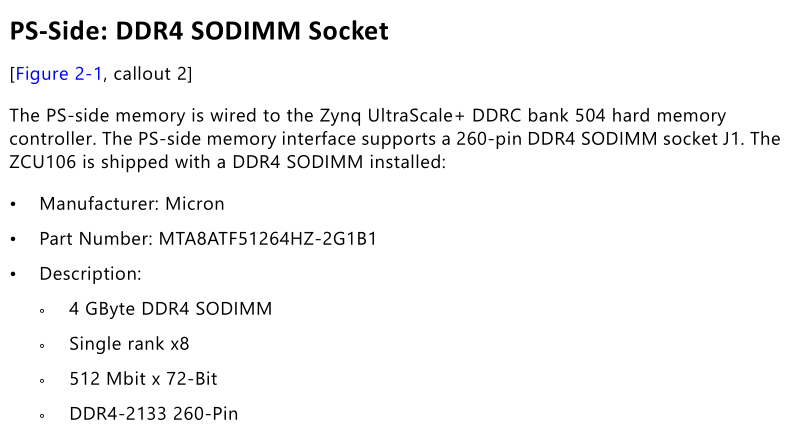 PS-Side: DDR4 SODIMM Socket
[Figure 2-1, callout 2]
The PS-side memory is wired to the Zynq UltraScale+ DDRC bank 504 hard memory
controller. The PS-side memory interface supports a 260-pin DDR4 SODIMM socket J1. The
ZCU106 is shipped with a DDR4 SODIMM installed:
• Manufacturer: Micron
• Part Number: MTA8ATF51264HZ-2G1B1
• Description:
◦ 4 GByte DDR4 SODIMM
◦ Single rank x8
◦ 512 Mbit x 72-Bit
◦ DDR4-2133 260-Pin